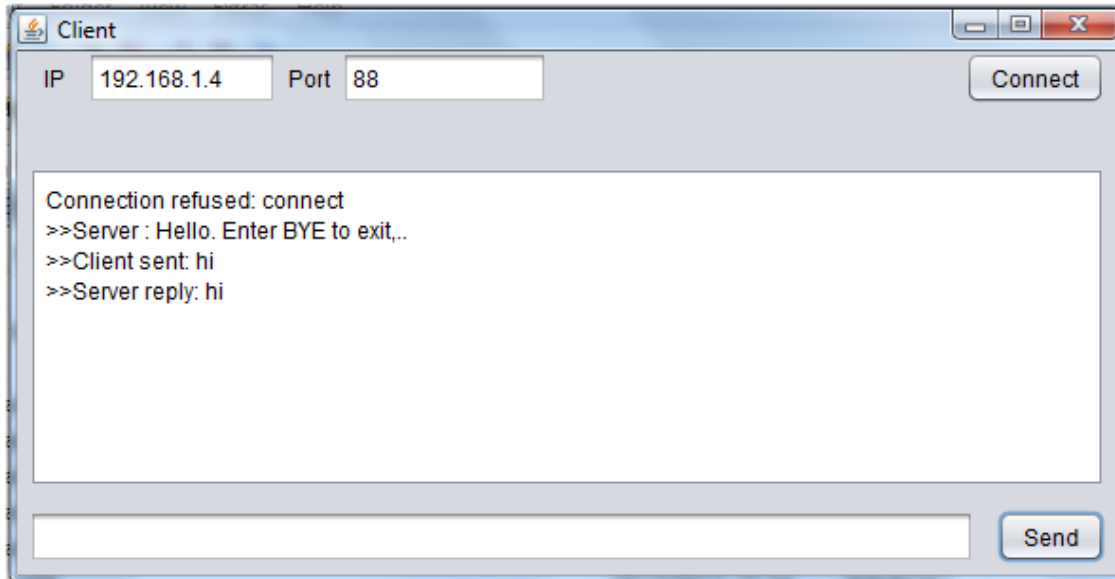 Client
IP 192.168.1.4 Port 88 Connect
Connection refused: connect
>>Server : Hello. Enter BYE to exit,..
>>Client sent: hi
>>Server reply: hi
Send